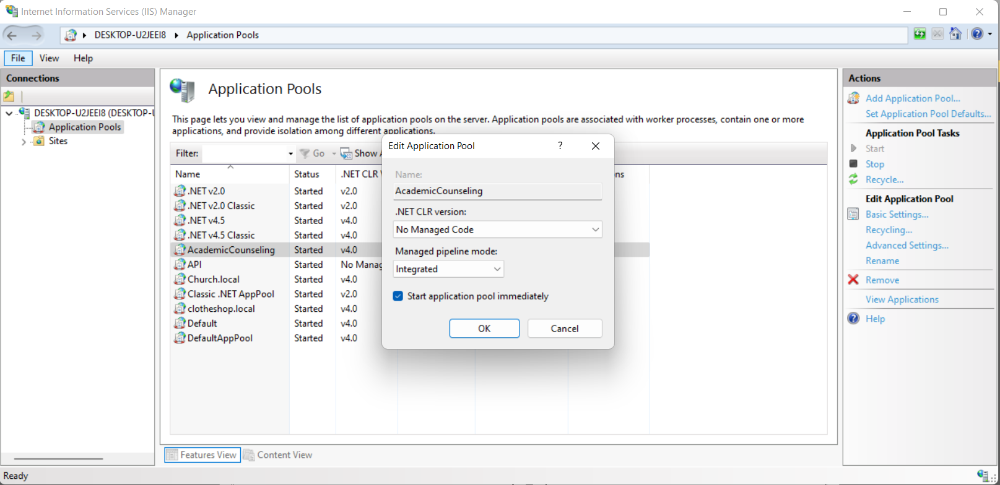 Internet Information Services (IIS) Manager
DESKTOP-U2JEEI8 Application Pools
File View Help
Connections
DESKTOP-U2JEEI8 (DESKTOP-U
Application Pools
Sites
Application Pools
This page lets you view and manage the list of application pools on the server. Application pools are associated with worker processes, contain one or more
applications, and provide isolation among different applications.
Filter: Go Show A
Name Status .NET CLR V ns
.NET v2.0 Started v2.0
.NET v2.0 Classic Started v2.0
.NET v4.5 Started v4.0
.NET v4.5 Classic Started v4.0
AcademicCounseling Started v4.0
API Started No Manag
Church.local Started v4.0
Classic .NET AppPool Started v2.0
clotheshop.local Started v4.0
Default Started v4.0
DefaultAppPool Started v4.0
Edit Application Pool ?
Name:
AcademicCounseling
.NET CLR version:
No Managed Code
Managed pipeline mode:
Integrated
Start application pool immediately
OK Cancel
Features View Content View
Actions
Add Application Pool...
Set Application Pool Defaults...
Application Pool Tasks
Start
Stop
Recycle...
Edit Application Pool
Basic Settings...
Recycling...
Advanced Settings...
Rename
Remove
View Applications
Help
Ready